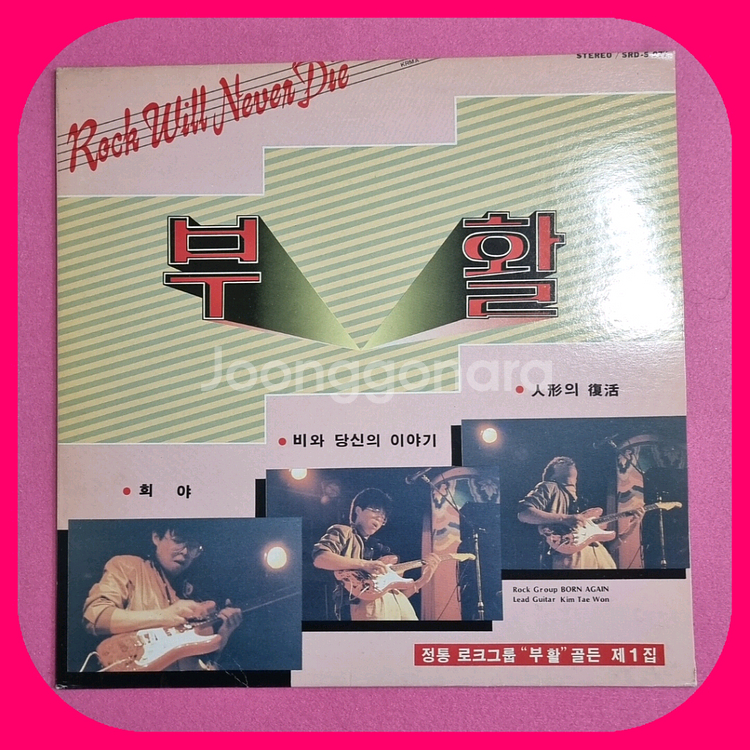 STEREO / SRD-S
Rock Will Never Die
부활
Joonggonara
● 人形의 復活
● 비와 당신의 이야기
● 희 야
Rock Group BORN AGAIN
Lead Guitar Kim Tae Won
정통 로크그룹 "부활" 골든 제1집